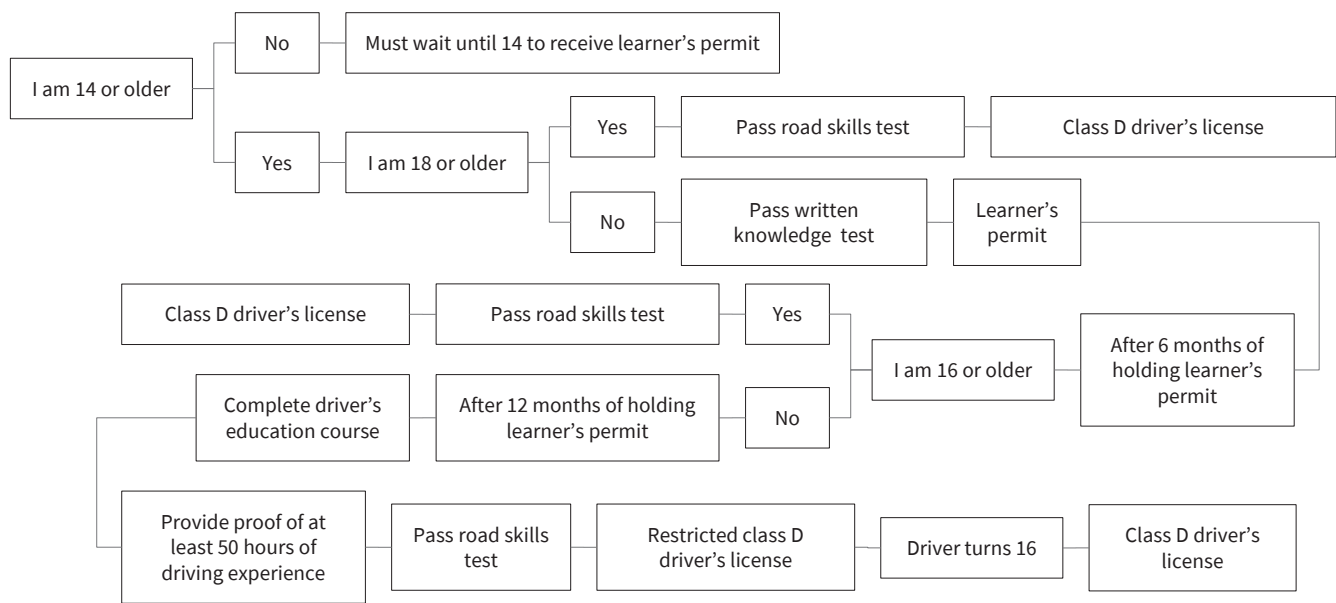 No
Must wait until 14 to receive learner’s permit
I am 14 or older
Yes
I am 18 or older
Yes
Pass road skills test
Class D driver’s license
No
Pass written
knowledge test
Learner’s
permit
After 6 months of
holding learner’s
permit
I am 16 or older
Yes
Pass road skills test
Class D driver’s license
No
After 12 months of holding
learner’s permit
Complete driver’s
education course
Provide proof of at
least 50 hours of
driving experience
Pass road skills
test
Restricted class D
driver’s license
Driver turns 16
Class D driver’s
license